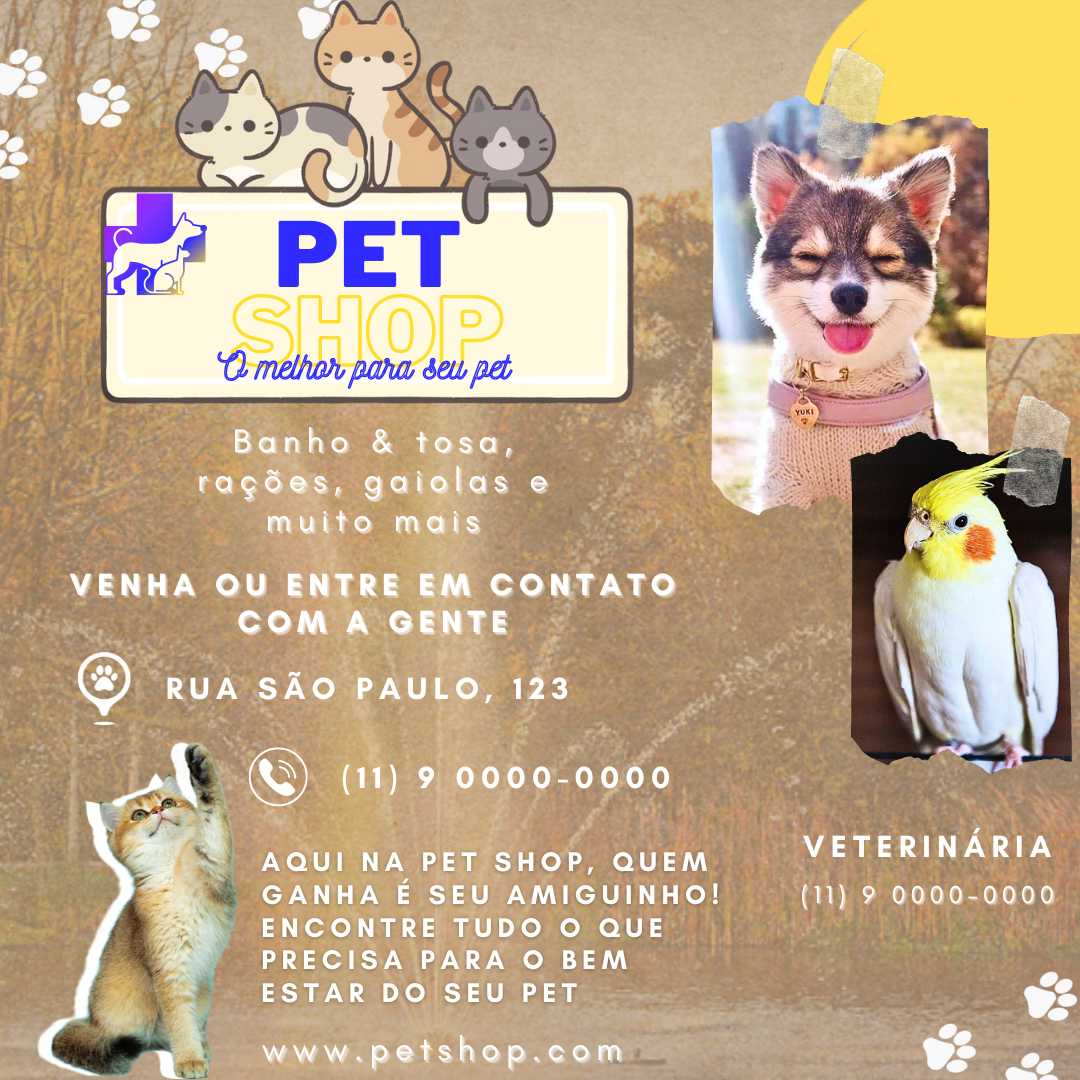 PET
SHOP
O melhor para seu pet
YUKI
Banho & tosa,
rações, gaiolas e
muito mais
VENHA OU ENTRE EM CONTATO
COM A GENTE
RUA SÃO PAULO, 123
(11) 9 0000-0000
AQUI NA PET SHOP, QUEM
GANHA É SEU AMIGUINHO!
ENCONTRE TUDO O QUE
PRECISA PARA O BEM
ESTAR DO SEU PET
www.petshop.com
VETERINÁRIA
(11) 9 0000-0000